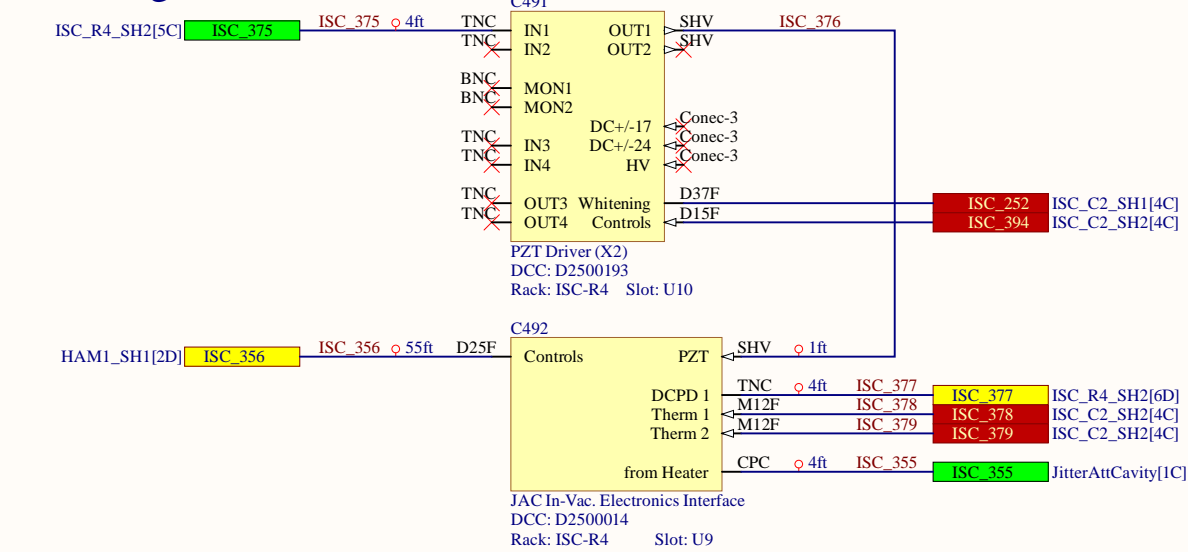 C491
ISC_R4_SH2[5C] ISC_375 ISC_375 4ft TNC IN1 OUT1 SHV ISC_376
TNC IN2 OUT2 SHV
BNC MON1
BNC MON2
DC+/-17 Conec-3
TNC IN3 DC+/-24 Conec-3
TNC IN4 HV Conec-3
TNC OUT3 Whitening D37F ISC_252 ISC_C2_SH1[4C]
TNC OUT4 Controls D15F ISC_394 ISC_C2_SH2[4C]
PZT Driver (X2)
DCC: D2500193
Rack: ISC-R4 Slot: U10
C492
HAM1_SH1[2D] ISC_356 ISC_356 55ft D25F Controls PZT SHV 1ft
DCPD 1 TNC 4ft ISC_377 ISC_377 ISC_R4_SH2[6D]
Therm 1 M12F ISC_378 ISC_378 ISC_C2_SH2[4C]
Therm 2 M12F ISC_379 ISC_379 ISC_C2_SH2[4C]
from Heater CPC 4ft ISC_355 ISC_355 JitterAttCavity[1C]
JAC In-Vac. Electronics Interface
DCC: D2500014
Rack: ISC-R4 Slot: U9